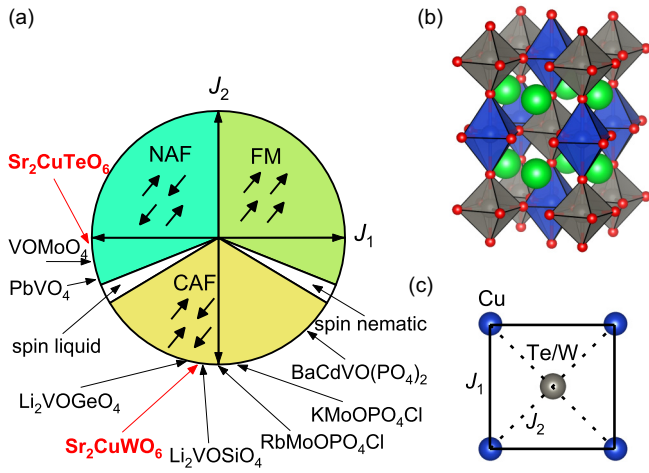 (a)
J₂
NAF
FM
Sr₂CuTeO₆
J₁
VOMoO₄
PbVO₄
CAF
spin liquid
spin nematic
BaCdVO(PO₄)₂
Li₂VOGeO₄
KMoOPO₄Cl
Sr₂CuWO₆
RbMoOPO₄Cl
Li₂VOSiO₄
(b)
(c)
Cu
Te/W
J₁
J₂